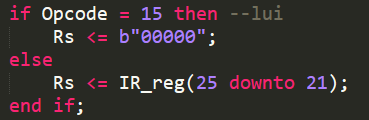 if Opcode = 15 then --lui
    Rs <= b"00000";
else
    Rs <= IR_reg(25 downto 21);
end if;